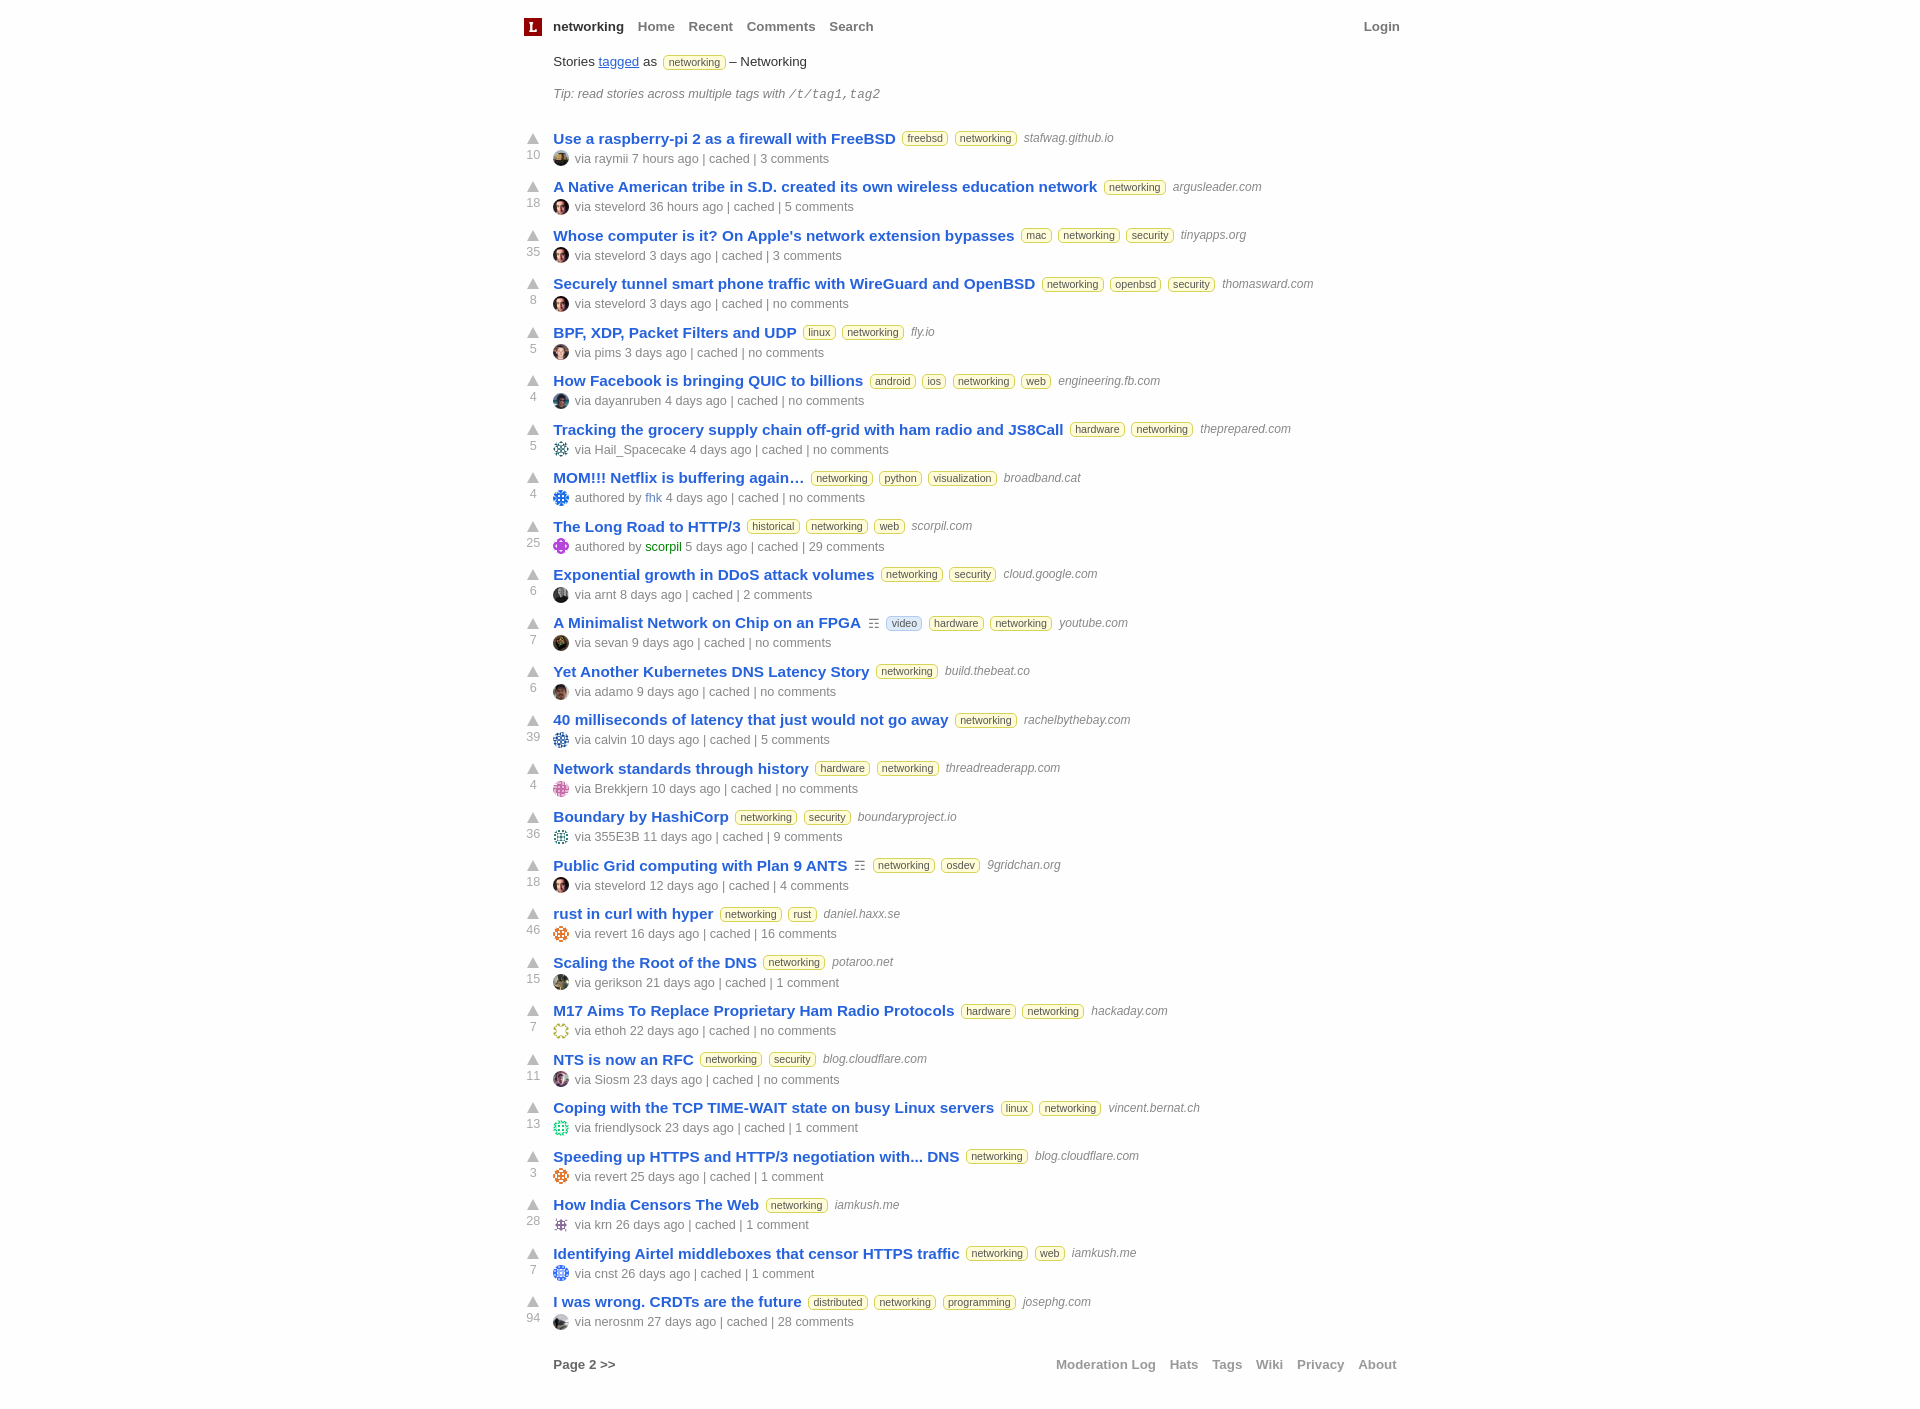 L networking Home Recent Comments Search Login
Stories tagged as networking – Networking
Tip: read stories across multiple tags with /t/tag1,tag2
Use a raspberry-pi 2 as a firewall with FreeBSD freebsd networking stafwag.github.io
10 via raymii 7 hours ago | cached | 3 comments
A Native American tribe in S.D. created its own wireless education network networking argusleader.com
18 via stevelord 36 hours ago | cached | 5 comments
Whose computer is it? On Apple's network extension bypasses mac networking security tinyapps.org
35 via stevelord 3 days ago | cached | 3 comments
Securely tunnel smart phone traffic with WireGuard and OpenBSD networking openbsd security thomasward.com
8 via stevelord 3 days ago | cached | no comments
BPF, XDP, Packet Filters and UDP linux networking fly.io
5 via pims 3 days ago | cached | no comments
How Facebook is bringing QUIC to billions android ios networking web engineering.fb.com
4 via dayanruben 4 days ago | cached | no comments
Tracking the grocery supply chain off-grid with ham radio and JS8Call hardware networking theprepared.com
5 via Hail_Spacecake 4 days ago | cached | no comments
MOM!!! Netflix is buffering again… networking python visualization broadband.cat
4 authored by fhk 4 days ago | cached | no comments
The Long Road to HTTP/3 historical networking web scorpil.com
25 authored by scorpil 5 days ago | cached | 29 comments
Exponential growth in DDoS attack volumes networking security cloud.google.com
6 via arnt 8 days ago | cached | 2 comments
A Minimalist Network on Chip on an FPGA ☶ video hardware networking youtube.com
7 via sevan 9 days ago | cached | no comments
Yet Another Kubernetes DNS Latency Story networking build.thebeat.co
6 via adamo 9 days ago | cached | no comments
40 milliseconds of latency that just would not go away networking rachelbythebay.com
39 via calvin 10 days ago | cached | 5 comments
Network standards through history hardware networking threadreaderapp.com
4 via Brekkjern 10 days ago | cached | no comments
Boundary by HashiCorp networking security boundaryproject.io
36 via 355E3B 11 days ago | cached | 9 comments
Public Grid computing with Plan 9 ANTS ☶ networking osdev 9gridchan.org
18 via stevelord 12 days ago | cached | 4 comments
rust in curl with hyper networking rust daniel.haxx.se
46 via revert 16 days ago | cached | 16 comments
Scaling the Root of the DNS networking potaroo.net
15 via gerikson 21 days ago | cached | 1 comment
M17 Aims To Replace Proprietary Ham Radio Protocols hardware networking hackaday.com
7 via ethoh 22 days ago | cached | no comments
NTS is now an RFC networking security blog.cloudflare.com
11 via Siosm 23 days ago | cached | no comments
Coping with the TCP TIME-WAIT state on busy Linux servers linux networking vincent.bernat.ch
13 via friendlysock 23 days ago | cached | 1 comment
Speeding up HTTPS and HTTP/3 negotiation with... DNS networking blog.cloudflare.com
3 via revert 25 days ago | cached | 1 comment
How India Censors The Web networking iamkush.me
28 via krn 26 days ago | cached | 1 comment
Identifying Airtel middleboxes that censor HTTPS traffic networking web iamkush.me
7 via cnst 26 days ago | cached | 1 comment
I was wrong. CRDTs are the future distributed networking programming josephg.com
94 via nerosnm 27 days ago | cached | 28 comments
Page 2 >> Moderation Log Hats Tags Wiki Privacy About